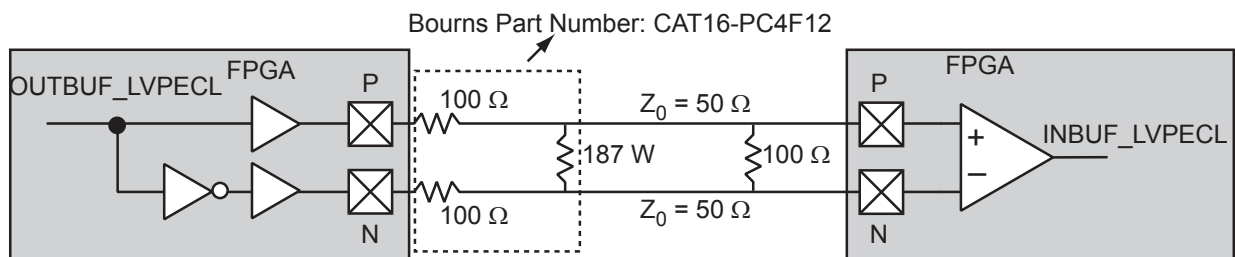 Bourns Part Number: CAT16-PC4F12
OUTBUF_LVPECL
FPGA
P
100 Ω
Z0 = 50 Ω
187 W
100 Ω
100 Ω
Z0 = 50 Ω
N
FPGA
P
+
−
INBUF_LVPECL
N